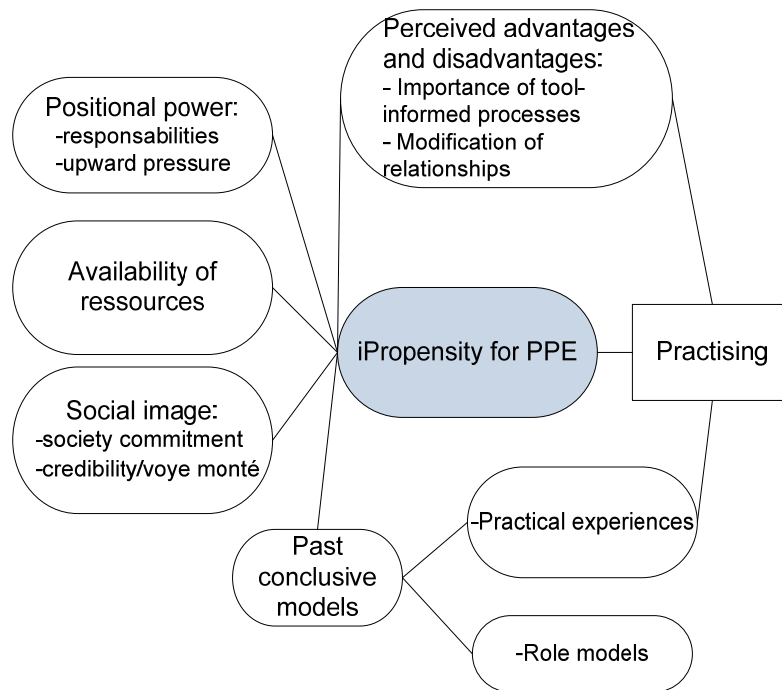 Perceived advantages
and disadvantages:
- Importance of tool-
informed processes
- Modification of
relationships
Positional power:
-responsabilities
-upward pressure
Availability of
ressources
iPropensity for PPE
Practising
Social image:
-society commitment
-credibility/voye monté
-Practical experiences
Past
conclusive
models
-Role models